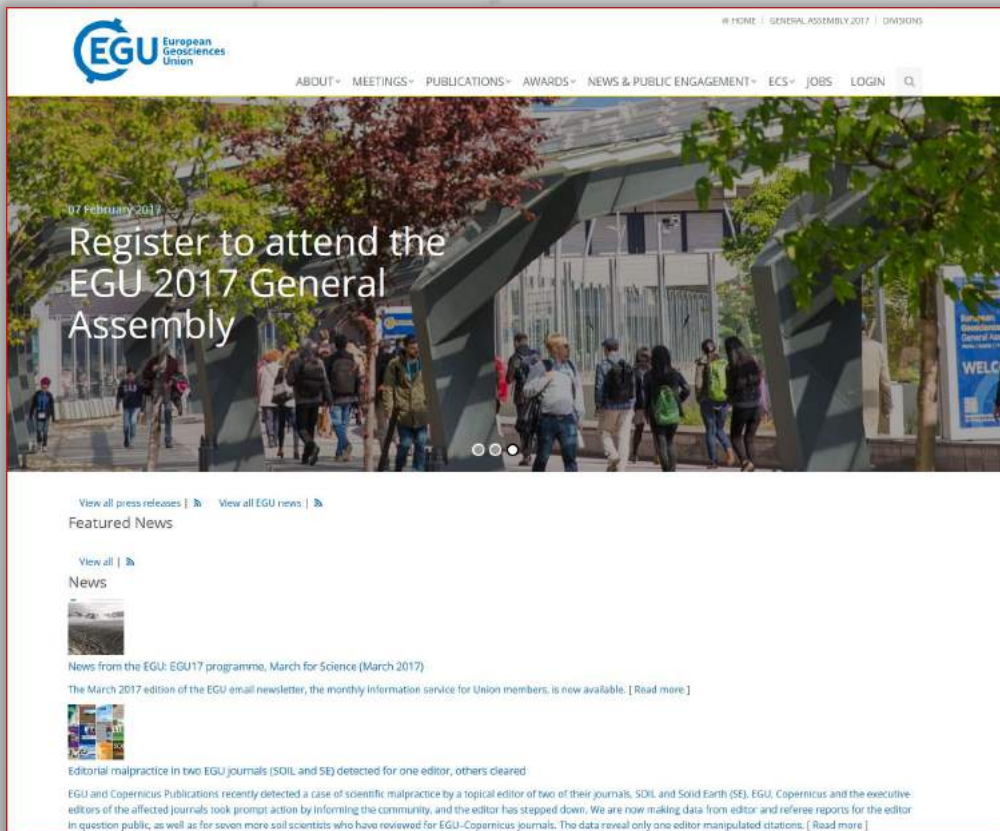 HOME | GENERAL ASSEMBLY 2017 | DIVISIONS
EGU European
Geosciences
Union
ABOUT MEETINGS PUBLICATIONS AWARDS NEWS & PUBLIC ENGAGEMENT ECS JOBS LOGIN
07 February 2017
Register to attend the
EGU 2017 General
Assembly
European
Geosciences
General
WELC
View all press releases | View all EGU news |
Featured News
View all |
News
News from the EGU: EGU17 programme, March for Science (March 2017)
The March 2017 edition of the EGU email newsletter, the monthly information service for Union members, is now available. [ Read more ]
Editorial malpractice in two EGU journals (SOIL and SE) detected for one editor, others cleared
EGU and Copernicus Publications recently detected a case of scientific malpractice by a topical editor of two of their journals, SOIL and Solid Earth (SE). EGU, Copernicus and the executive
editors of the affected journals took prompt action by informing the community, and the editor has stepped down. We are now making data from editor and referee reports for the editor
in question public, as well as for seven more soil scientists who have reviewed for EGU-Copernicus journals. The data reveal only one editor manipulated citations. [ Read more ]